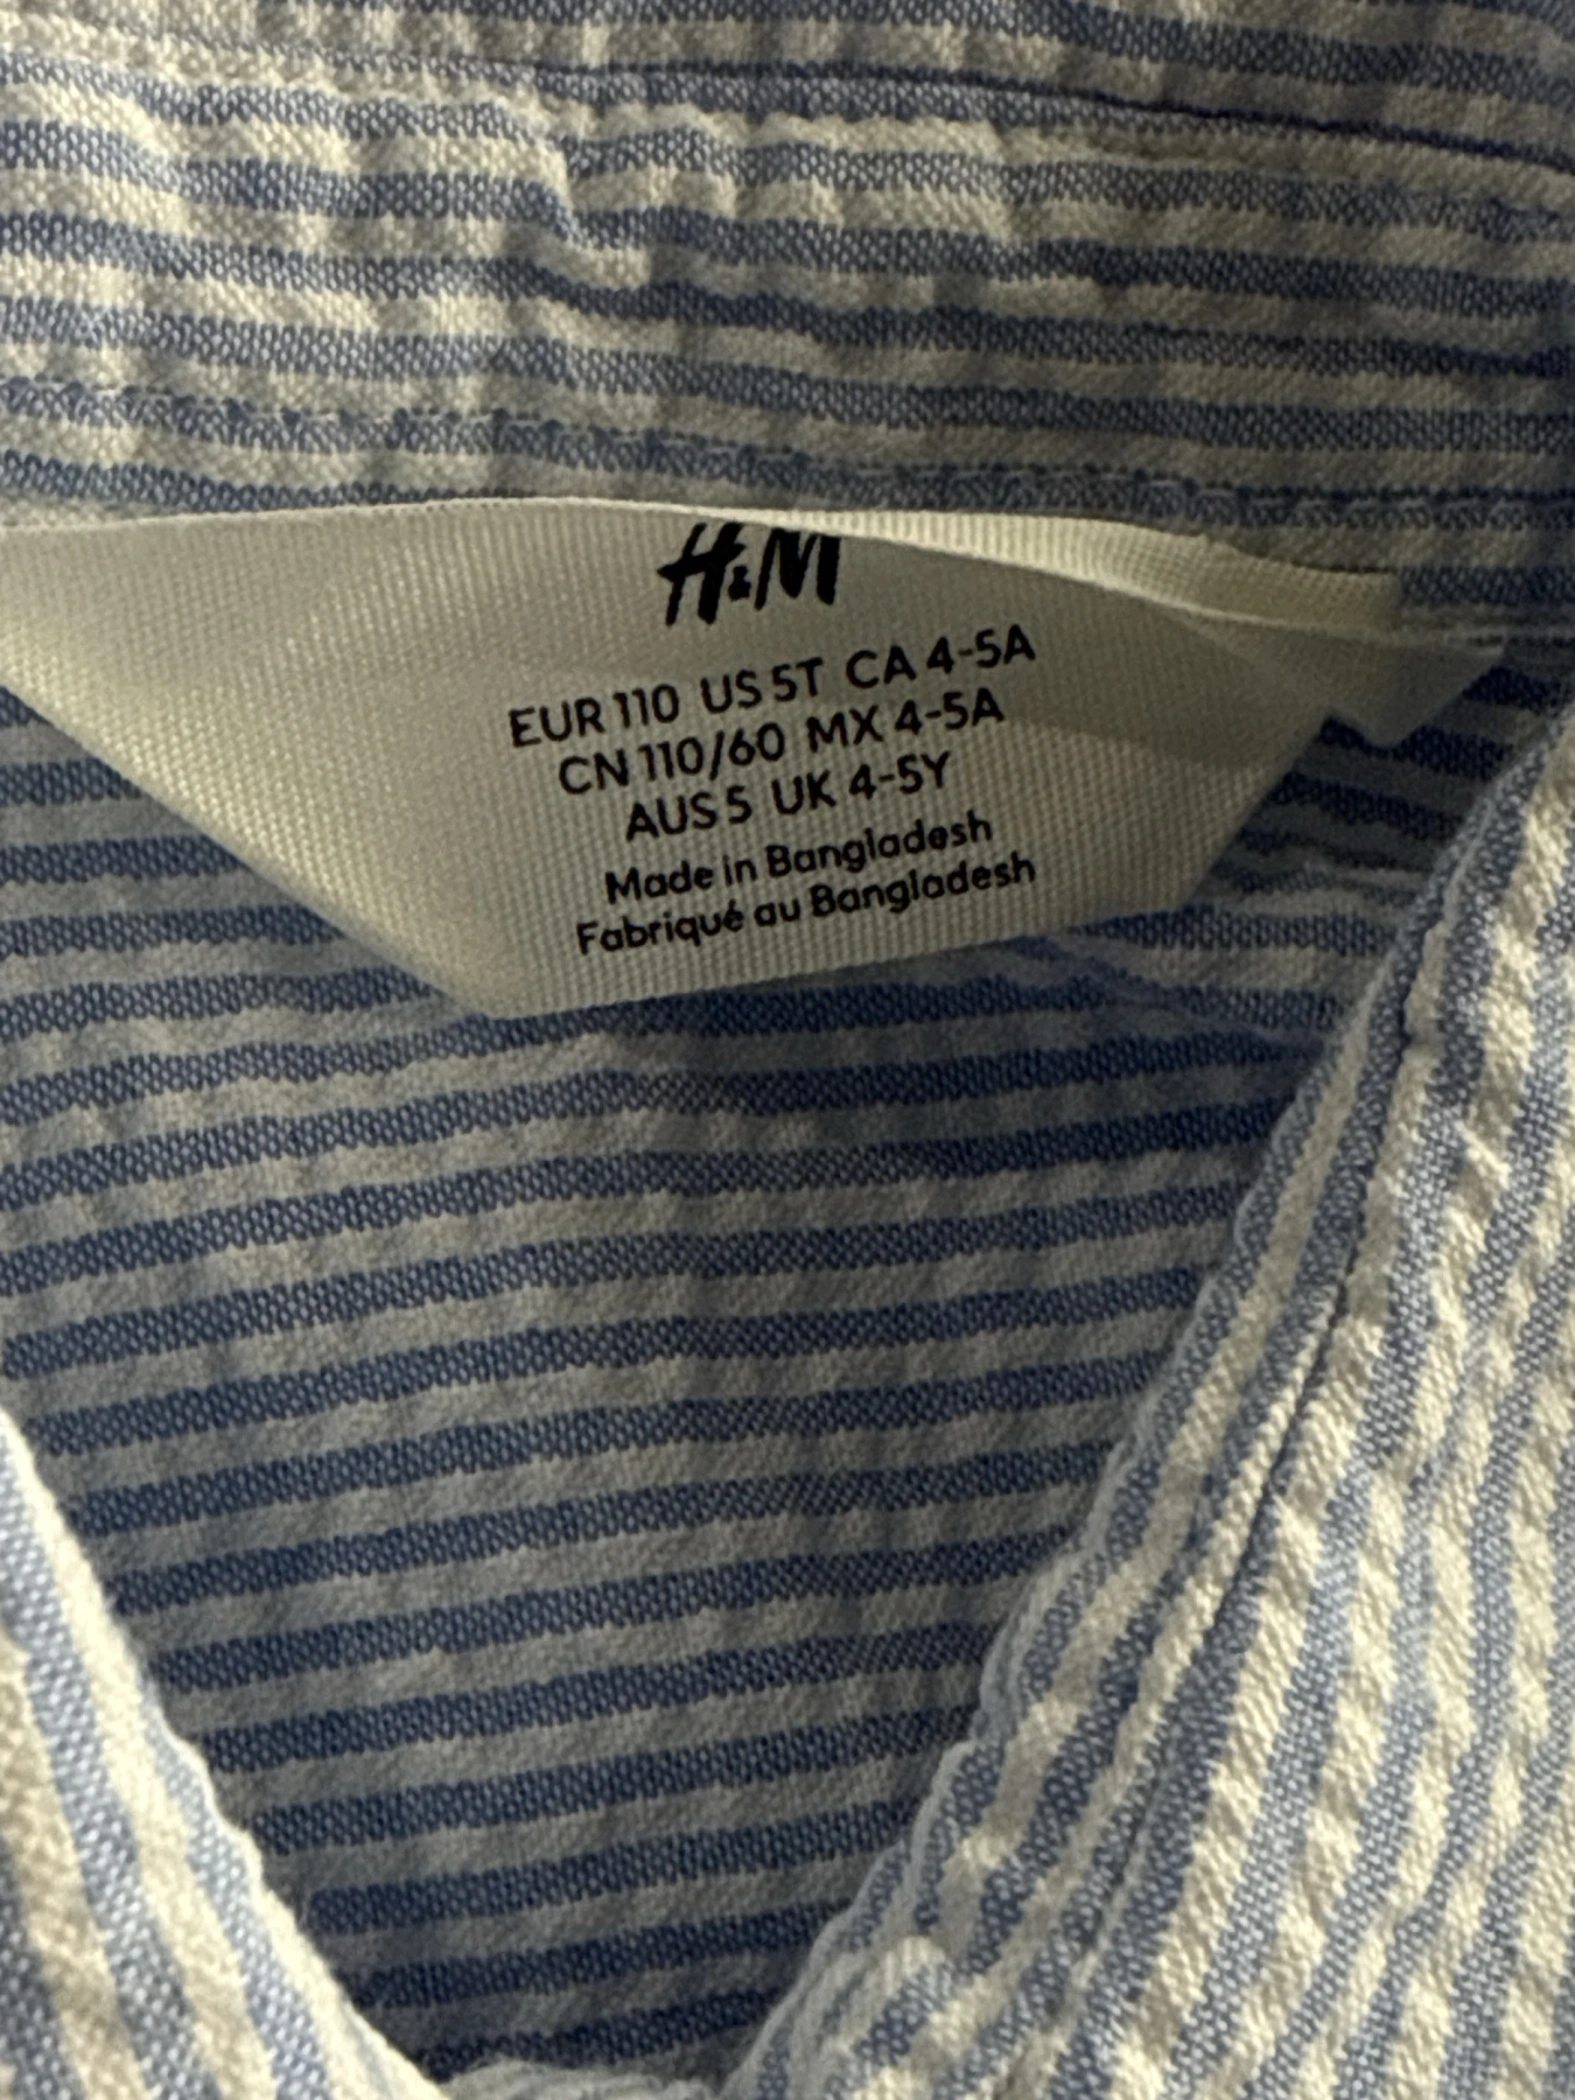 H&M
EUR 110 US 5T CA 4-5A
CN 110/60 MX 4-5A
AUS 5 UK 4-5Y
Made in Bangladesh
Fabriqué au Bangladesh